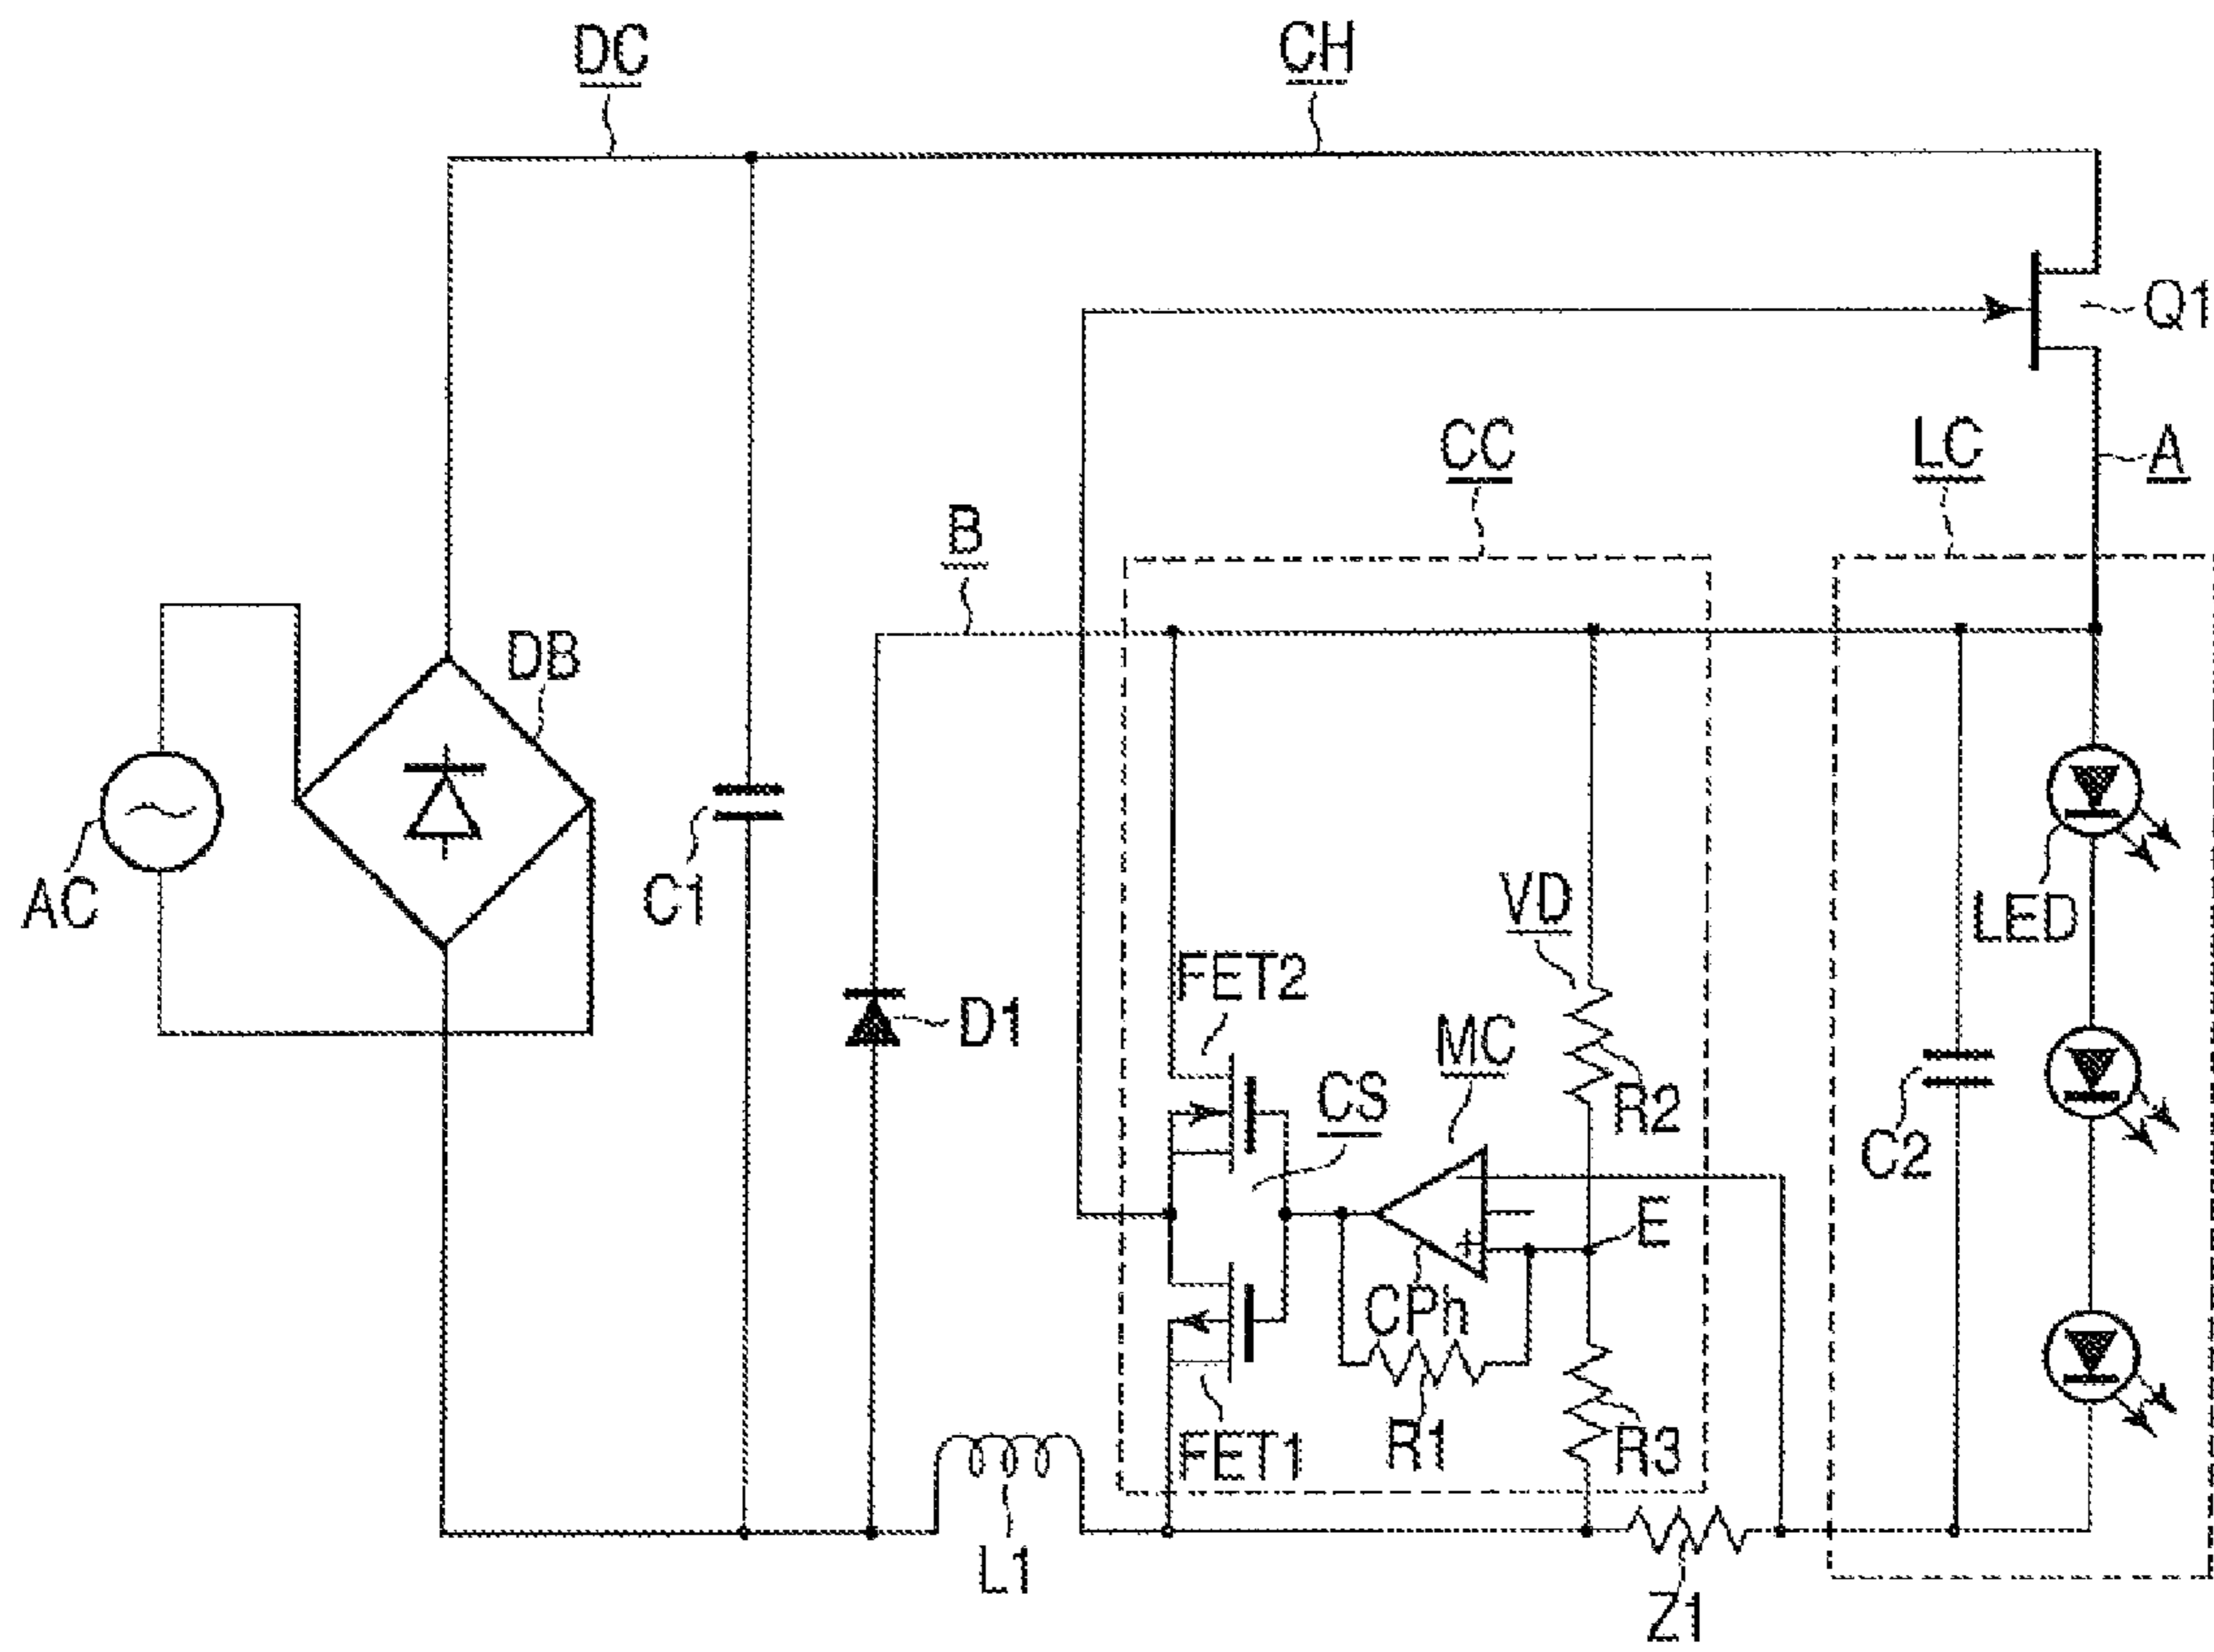 DC
CH
Q1
CC
LC
A
B
DB
AC
C1
VD
LED
FET2
D1
MC
CS
R2
C2
E
CPh
+
R1
FET1
R3
L1
Z1